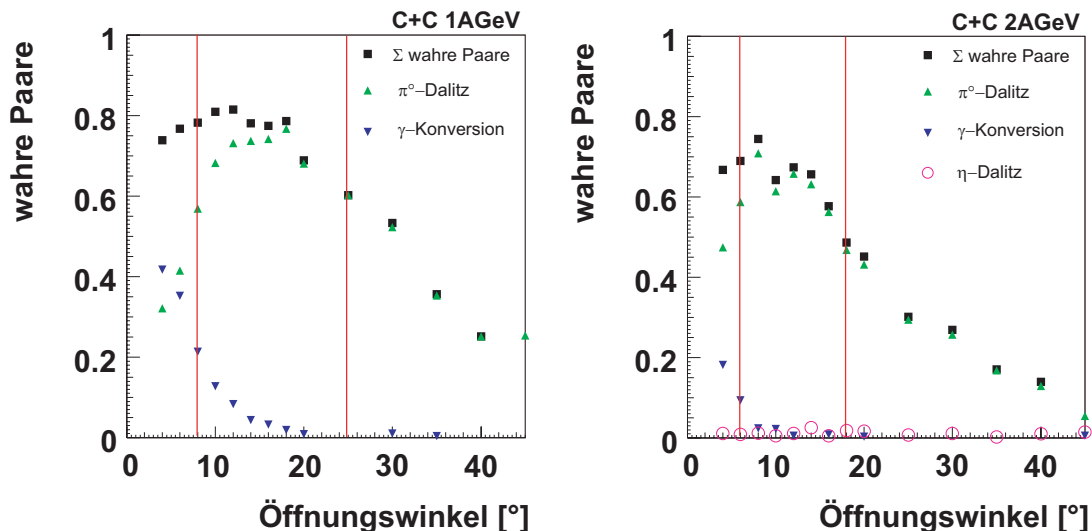 C+C 1AGeV
wahre Paare
1
0.8
0.6
0.4
0.2
0
Σ wahre Paare
π°–Dalitz
γ–Konversion
0 10 20 30 40
Öffnungswinkel [°]
C+C 2AGeV
wahre Paare
1
0.8
0.6
0.4
0.2
0
Σ wahre Paare
π°–Dalitz
γ–Konversion
η–Dalitz
0 10 20 30 40
Öffnungswinkel [°]